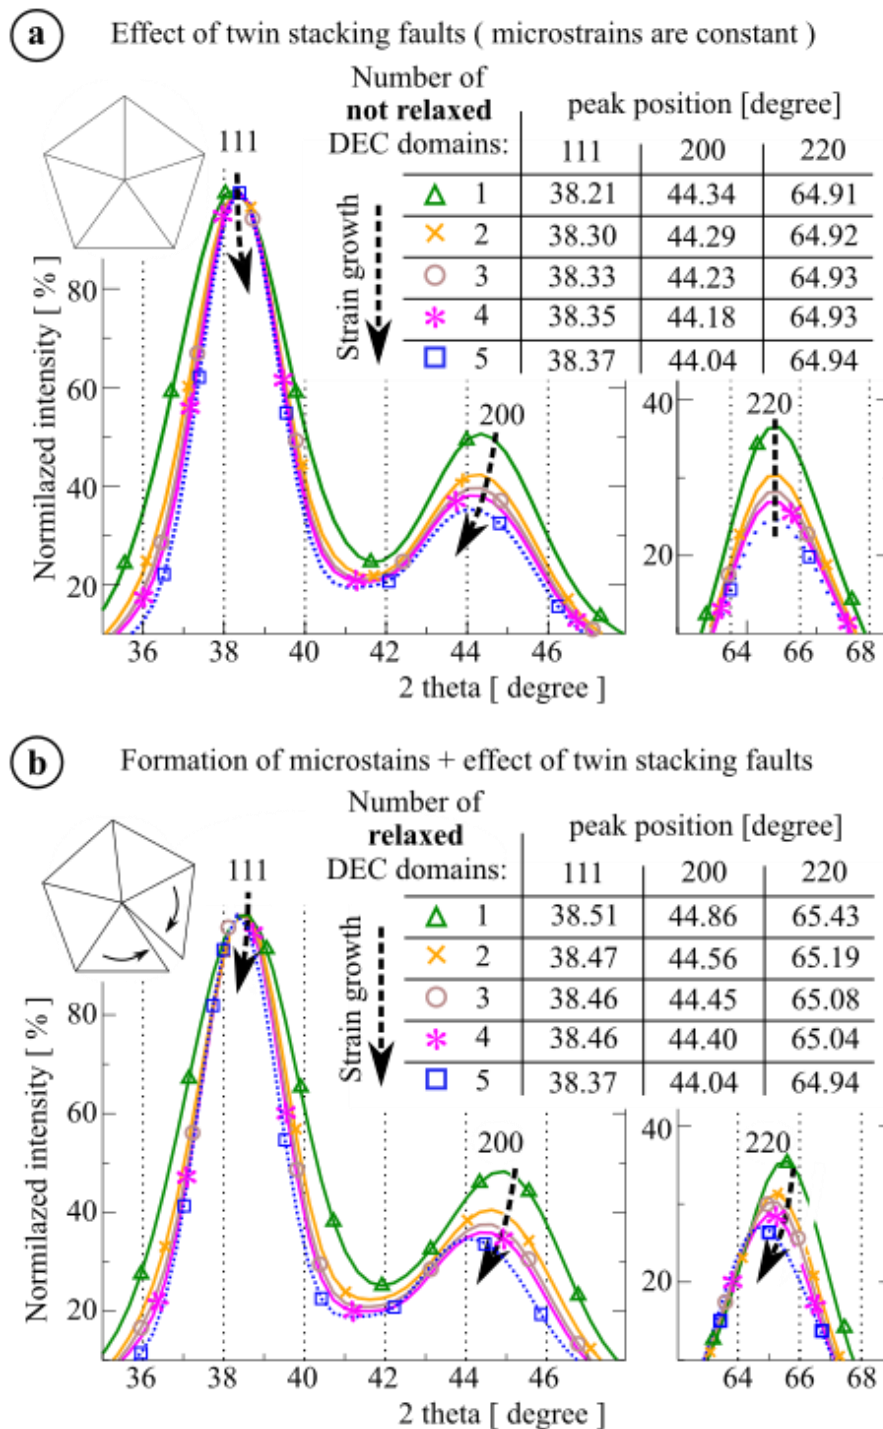 a Effect of twin stacking faults ( microstrains are constant )
Number of
not relaxed
DEC domains:
peak position [degree]
111 200 220
1 38.21 44.34 64.91
2 38.30 44.29 64.92
3 38.33 44.23 64.93
4 38.35 44.18 64.93
5 38.37 44.04 64.94
Strain growth
111
200
220
Normilazed intensity [ % ]
80
60
40
20
40
20
36 38 40 42 44 46 64 66 68
2 theta [ degree ]
b Formation of microstains + effect of twin stacking faults
Number of
relaxed
DEC domains:
peak position [degree]
111 200 220
1 38.51 44.86 65.43
2 38.47 44.56 65.19
3 38.46 44.45 65.08
4 38.46 44.40 65.04
5 38.37 44.04 64.94
Strain growth
111
200
220
Normilazed intensity [ % ]
80
60
40
20
40
20
36 38 40 42 44 46 64 66 68
2 theta [ degree ]